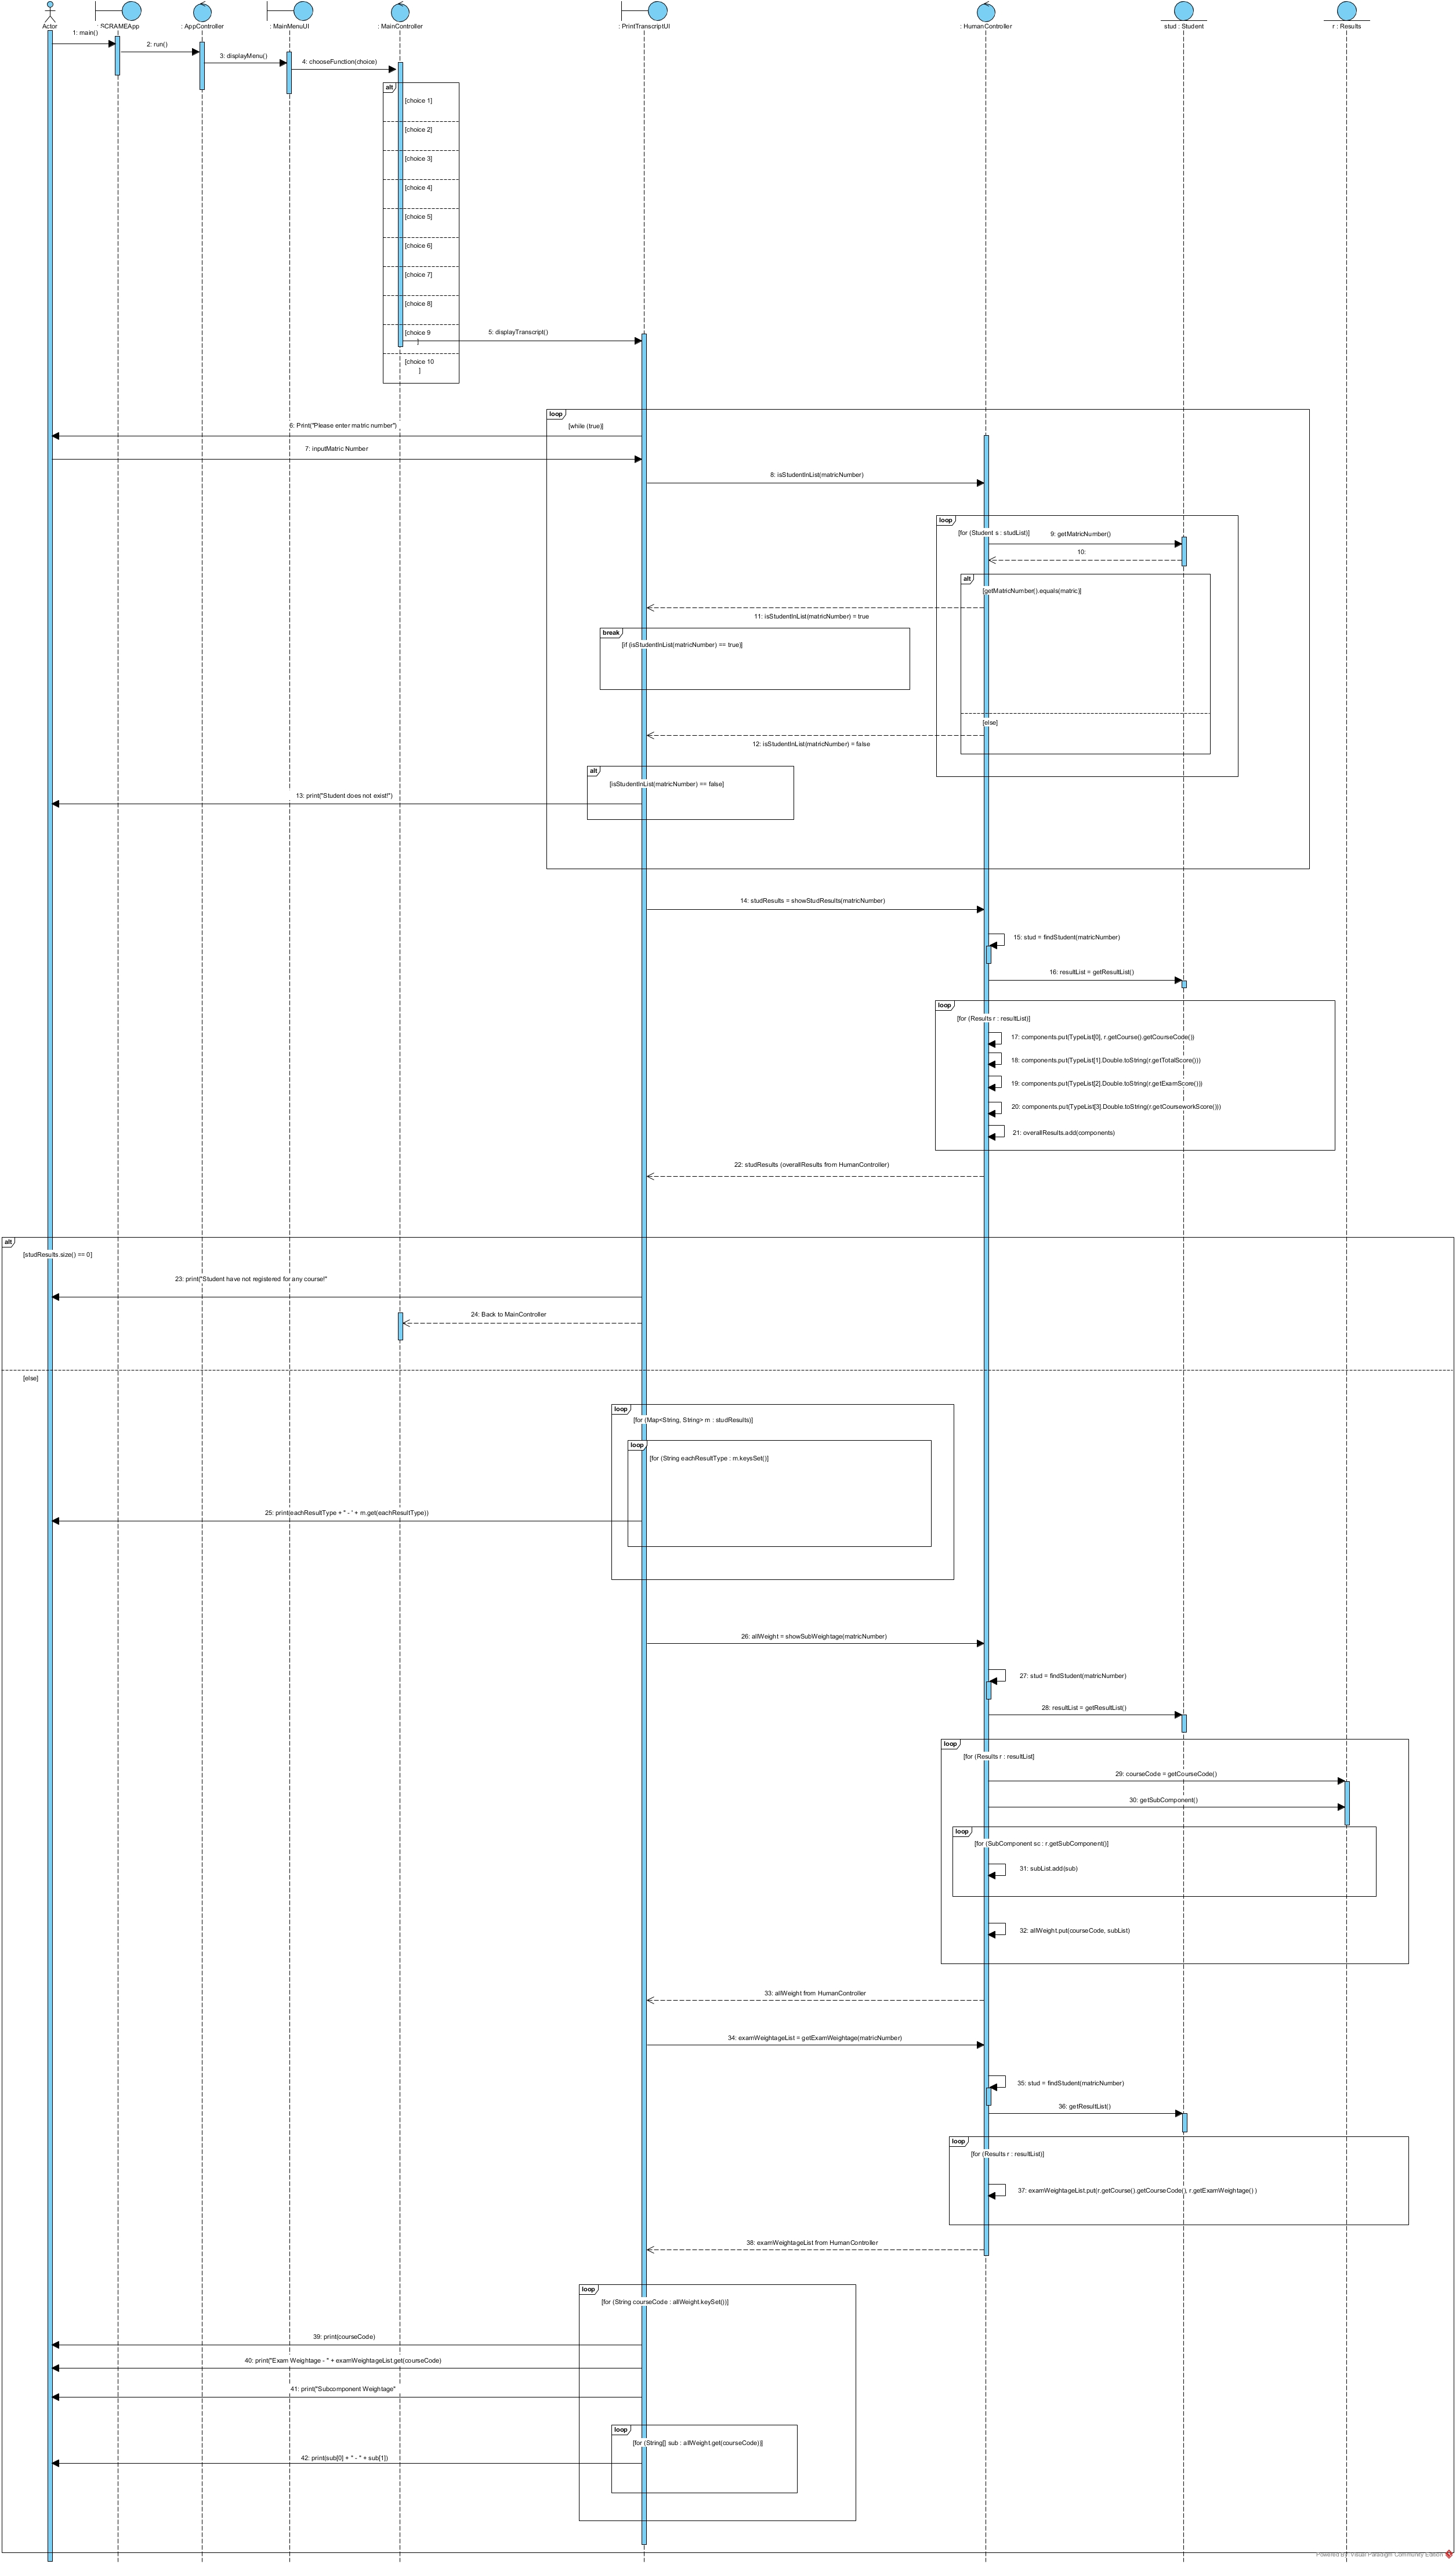 Actor
: SCRAMEApp
: AppController
: MainMenuUI
: MainController
: PrintTranscriptUI
: HumanController
stud : Student
r : Results
1: main()
2: run()
3: displayMenu()
4: chooseFunction(choice)
alt
[choice 1]
[choice 2]
[choice 3]
[choice 4]
[choice 5]
[choice 6]
[choice 7]
[choice 8]
[choice 9
]
5: displayTranscript()
[choice 10
]
loop
[while (true)]
6: Print("Please enter matric number")
7: inputMatric Number
8: isStudentInList(matricNumber)
loop
[for (Student s : studList)]
9: getMatricNumber()
10:
alt
[getMatricNumber().equals(matric)]
11: isStudentInList(matricNumber) = true
break
[if (isStudentInList(matricNumber) == true)]
[else]
12: isStudentInList(matricNumber) = false
alt
[isStudentInList(matricNumber) == false]
13: print("Student does not exist!")
14: studResults = showStudResults(matricNumber)
15: stud = findStudent(matricNumber)
16: resultList = getResultList()
loop
[for (Results r : resultList)]
17: components.put(TypeList[0], r.getCourse().getCourseCode())
18: components.put(TypeList[1].Double.toString(r.getTotalScore()))
19: components.put(TypeList[2].Double.toString(r.getExamScore()))
20: components.put(TypeList[3].Double.toString(r.getCourseworkScore()))
21: overallResults.add(components)
22: studResults (overallResults from HumanController)
alt
[studResults.size() == 0]
23: print("Student have not registered for any course!"
24: Back to MainController
[else]
loop
[for (Map<String, String> m : studResults)]
loop
[for (String eachResultType : m.keysSet()]
25: print(eachResultType + " - ' + m.get(eachResultType))
26: allWeight = showSubWeightage(matricNumber)
27: stud = findStudent(matricNumber)
28: resultList = getResultList()
loop
[for (Results r : resultList]
29: courseCode = getCourseCode()
30: getSubComponent()
loop
[for (SubComponent sc : r.getSubComponent()]
31: subList.add(sub)
32: allWeight.put(courseCode, subList)
33: allWeight from HumanController
34: examWeightageList = getExamWeightage(matricNumber)
35: stud = findStudent(matricNumber)
36: getResultList()
loop
[for (Results r : resultList)]
37: examWeightageList.put(r.getCourse().getCourseCode(), r.getExamWeightage() )
38: examWeightageList from HumanController
loop
[for (String courseCode : allWeight.keySet())]
39: print(courseCode)
40: print("Exam Weightage - " + examWeightageList.get(courseCode)
41: print("Subcomponent Weightage"
loop
[for (String[] sub : allWeight.get(courseCode))]
42: print(sub[0] + " - " + sub[1])
Powered By Visual Paradigm Community Edition